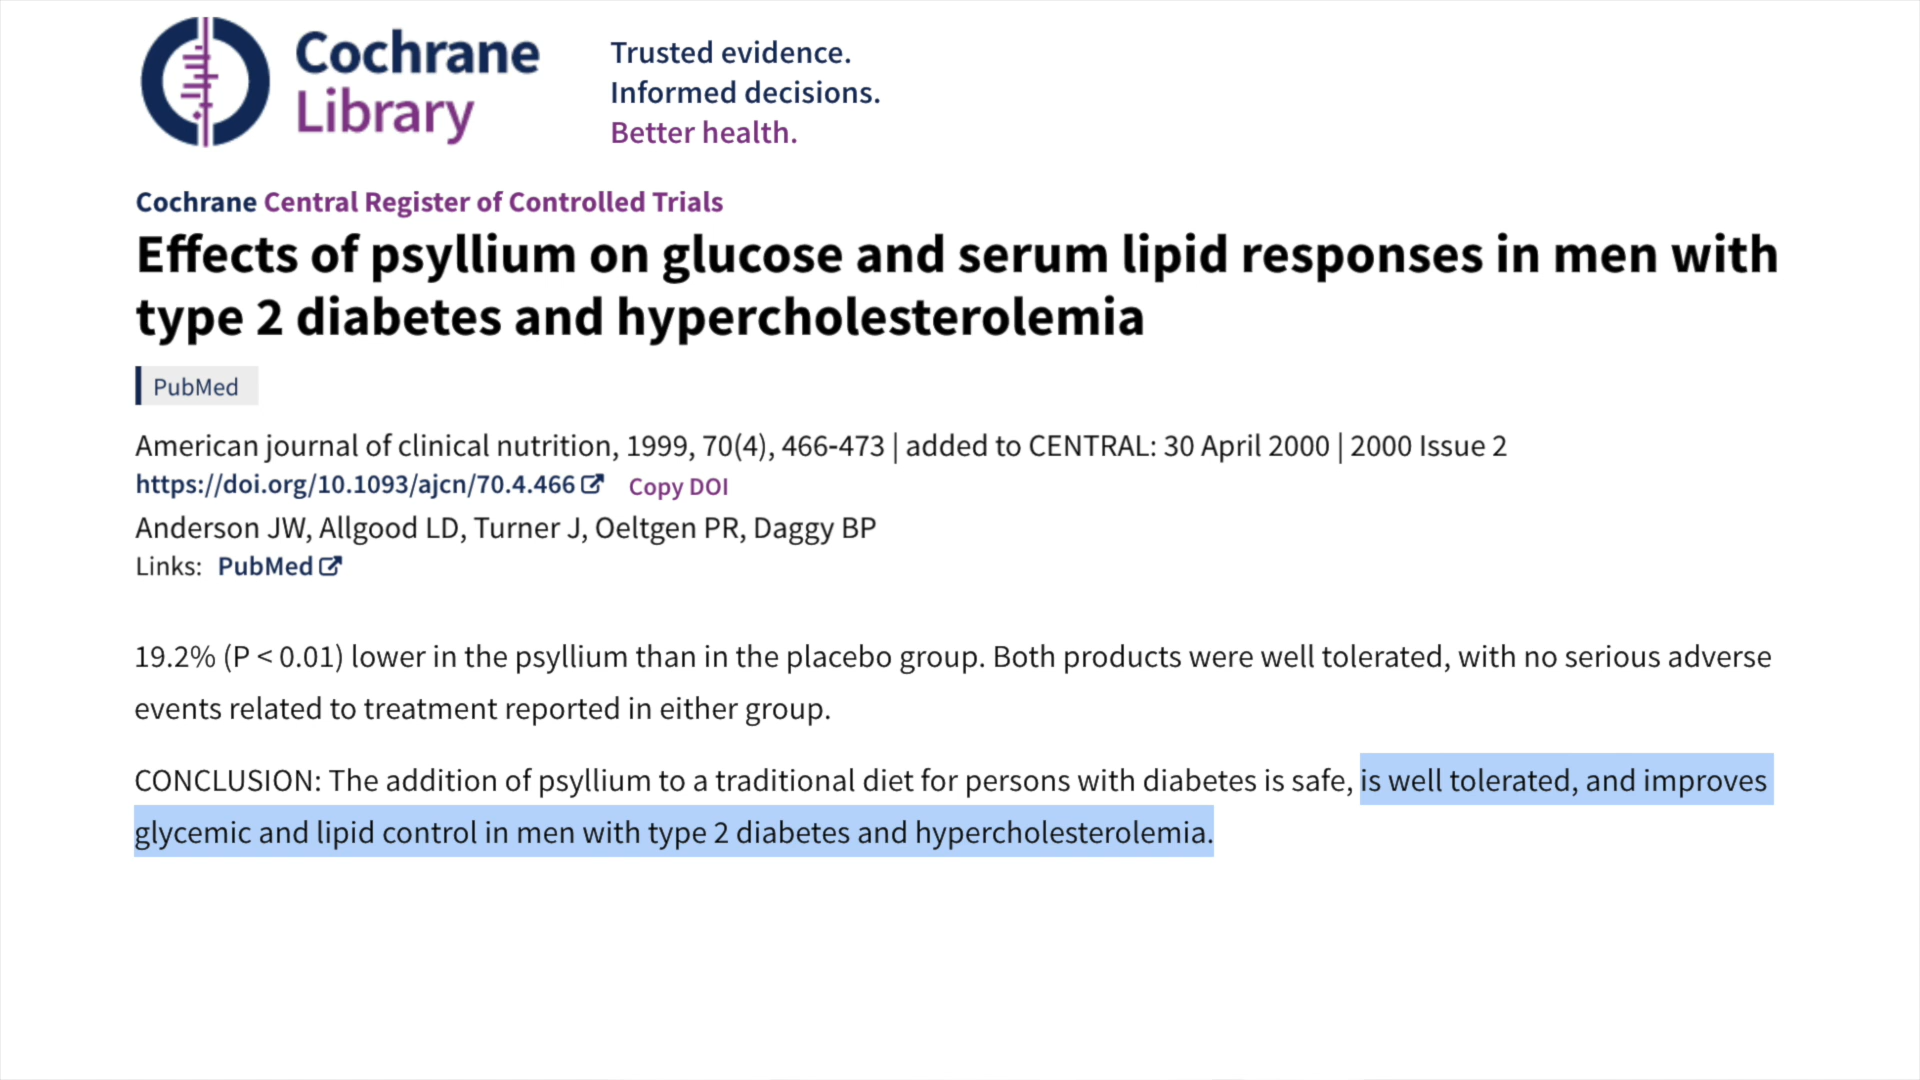 Cochrane
Library
Trusted evidence.
Informed decisions.
Better health.
Cochrane Central Register of Controlled Trials
Effects of psyllium on glucose and serum lipid responses in men with
type 2 diabetes and hypercholesterolemia
PubMed
American journal of clinical nutrition, 1999, 70(4), 466-473 | added to CENTRAL: 30 April 2000 | 2000 Issue 2
https://doi.org/10.1093/ajcn/70.4.466 Copy DOI
Anderson JW, Allgood LD, Turner J, Oeltgen PR, Daggy BP
Links: PubMed
19.2% (P < 0.01) lower in the psyllium than in the placebo group. Both products were well tolerated, with no serious adverse
events related to treatment reported in either group.
CONCLUSION: The addition of psyllium to a traditional diet for persons with diabetes is safe, is well tolerated, and improves
glycemic and lipid control in men with type 2 diabetes and hypercholesterolemia.